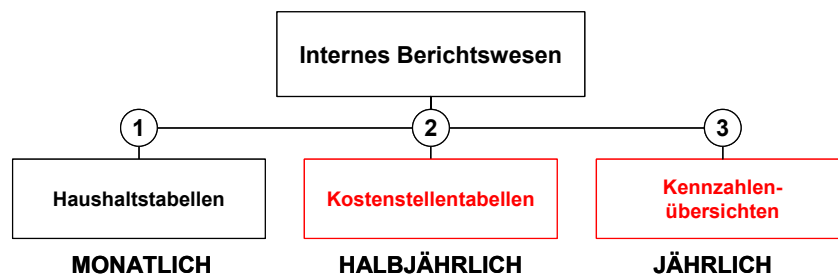 Internes Berichtswesen
1
2
3
Haushaltstabellen
Kostenstellentabellen
Kennzahlen-
übersichten
MONATLICH
HALBJÄHRLICH
JÄHRLICH